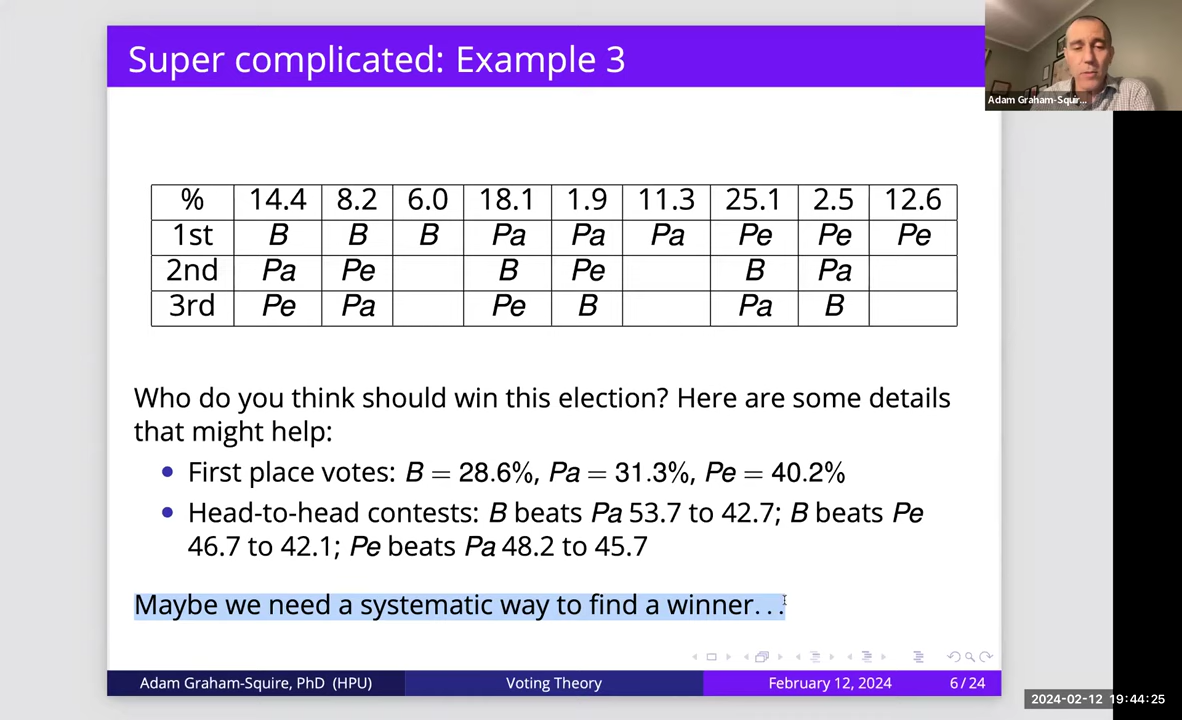 Super complicated: Example 3
Adam Graham-Squir...
% 14.4 8.2 6.0 18.1 1.9 11.3 25.1 2.5 12.6
1st B B B Pa Pa Pa Pe Pe Pe
2nd Pa Pe B Pe B Pa
3rd Pe Pa Pe B Pa B
Who do you think should win this election? Here are some details
that might help:
• First place votes: B = 28.6%, Pa = 31.3%, Pe = 40.2%
• Head-to-head contests: B beats Pa 53.7 to 42.7; B beats Pe
46.7 to 42.1; Pe beats Pa 48.2 to 45.7
Maybe we need a systematic way to find a winner. . .
Adam Graham-Squire, PhD (HPU) Voting Theory February 12, 2024 6 / 24
2024-02-12 19:44:25